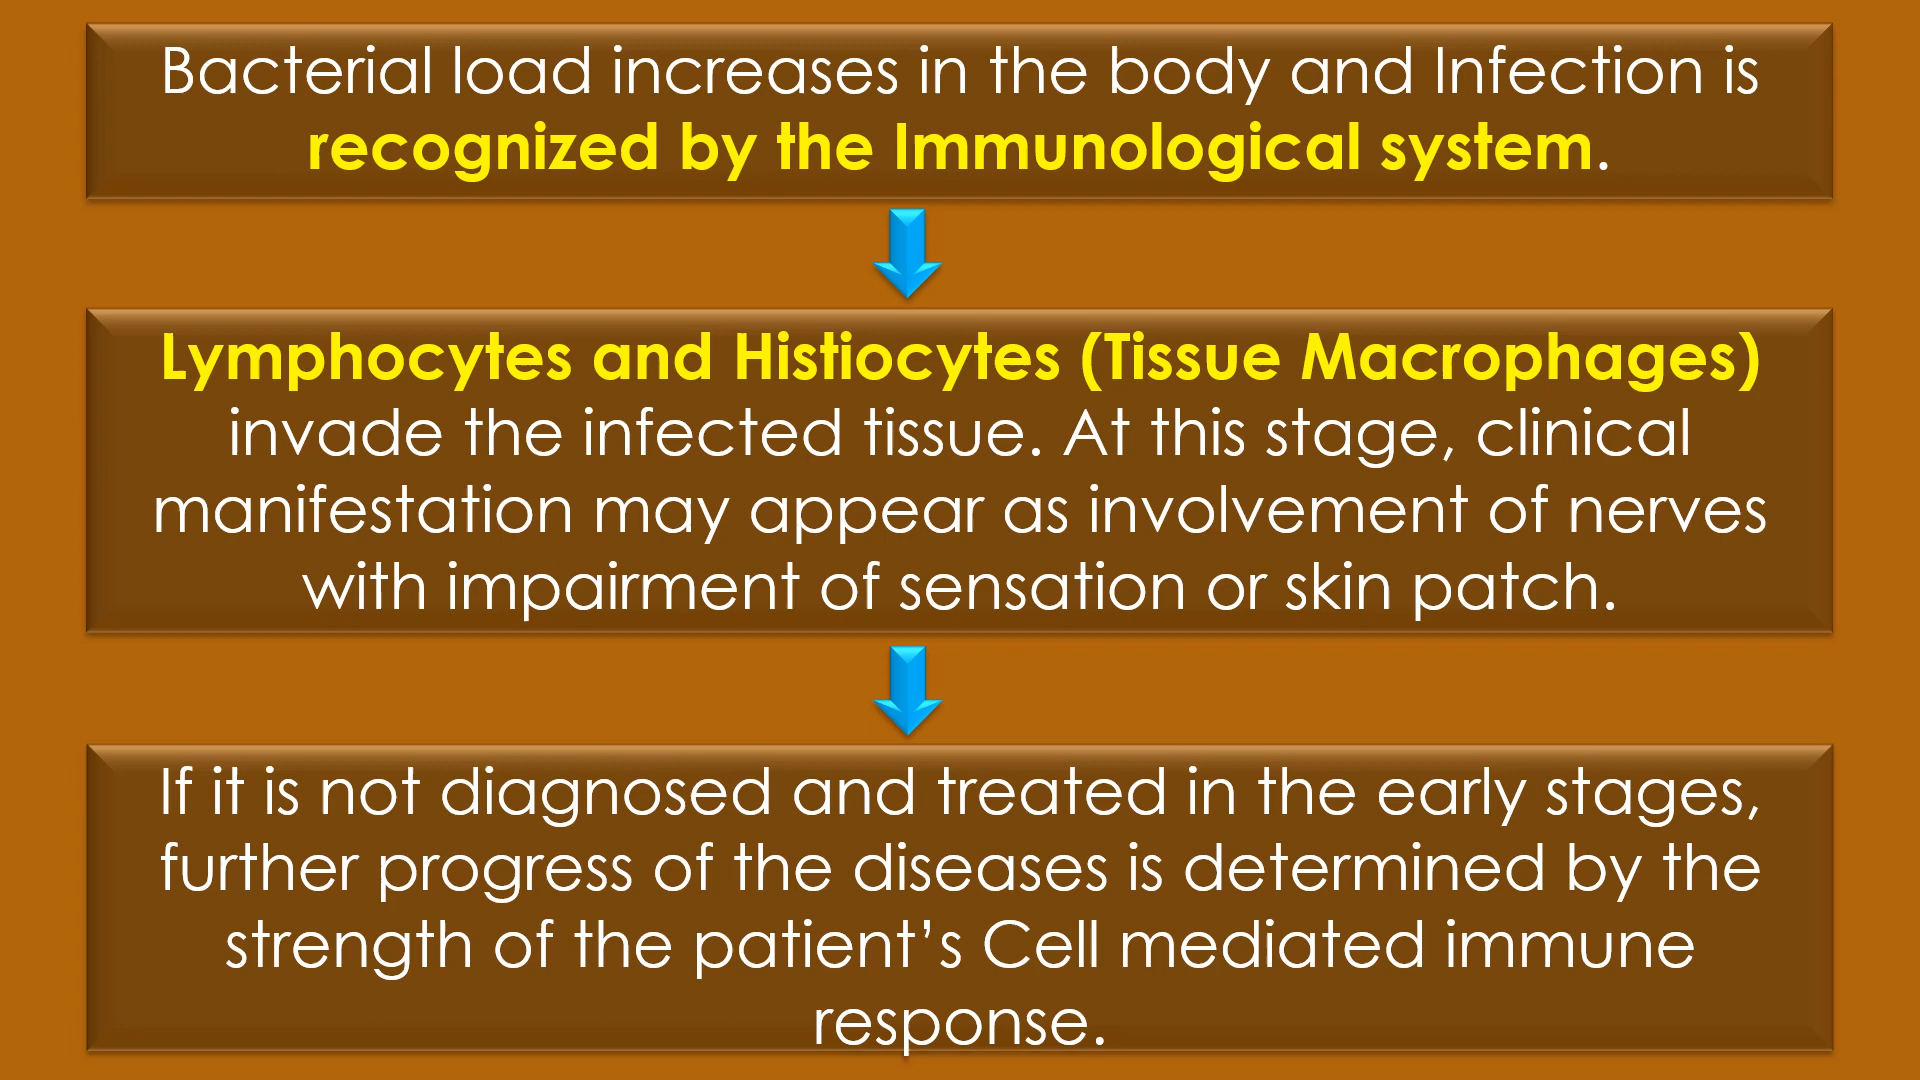 Bacterial load increases in the body and Infection is
recognized by the Immunological system.
Lymphocytes and Histiocytes (Tissue Macrophages)
invade the infected tissue. At this stage, clinical
manifestation may appear as involvement of nerves
with impairment of sensation or skin patch.
If it is not diagnosed and treated in the early stages,
further progress of the diseases is determined by the
strength of the patient’s Cell mediated immune
response.